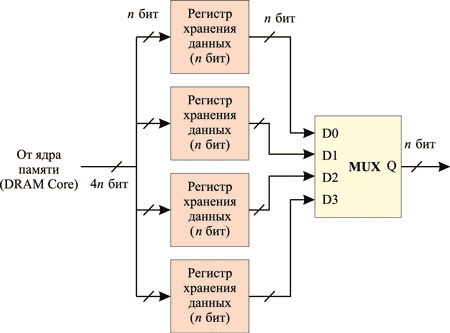 n бит
Регистр
хранения
данных
(n бит)
n бит
Регистр
хранения
данных
(n бит)
От ядра
памяти
(DRAM Core)
4n бит
Регистр
хранения
данных
(n бит)
Регистр
хранения
данных
(n бит)
D0
D1
D2
D3
MUX
Q
n бит